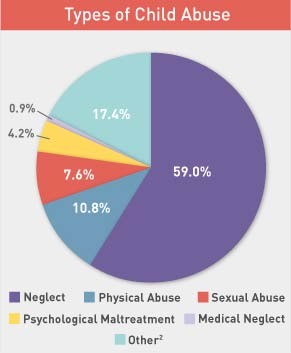 Types of Child Abuse
0.9%
17.4%
4.2%
59.0%
7.6%
10.8%
Neglect Physical Abuse Sexual Abuse
Psychological Maltreatment Medical Neglect
Other²